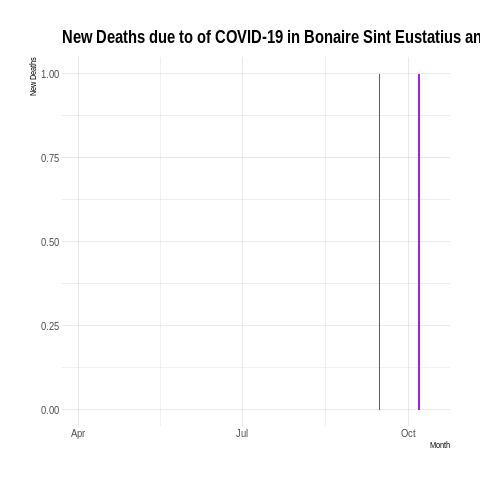 New Deaths due to of COVID-19 in Bonaire Sint Eustatius an
New Deaths
1.00
0.75
0.50
0.25
0.00
Apr Jul Oct
Month